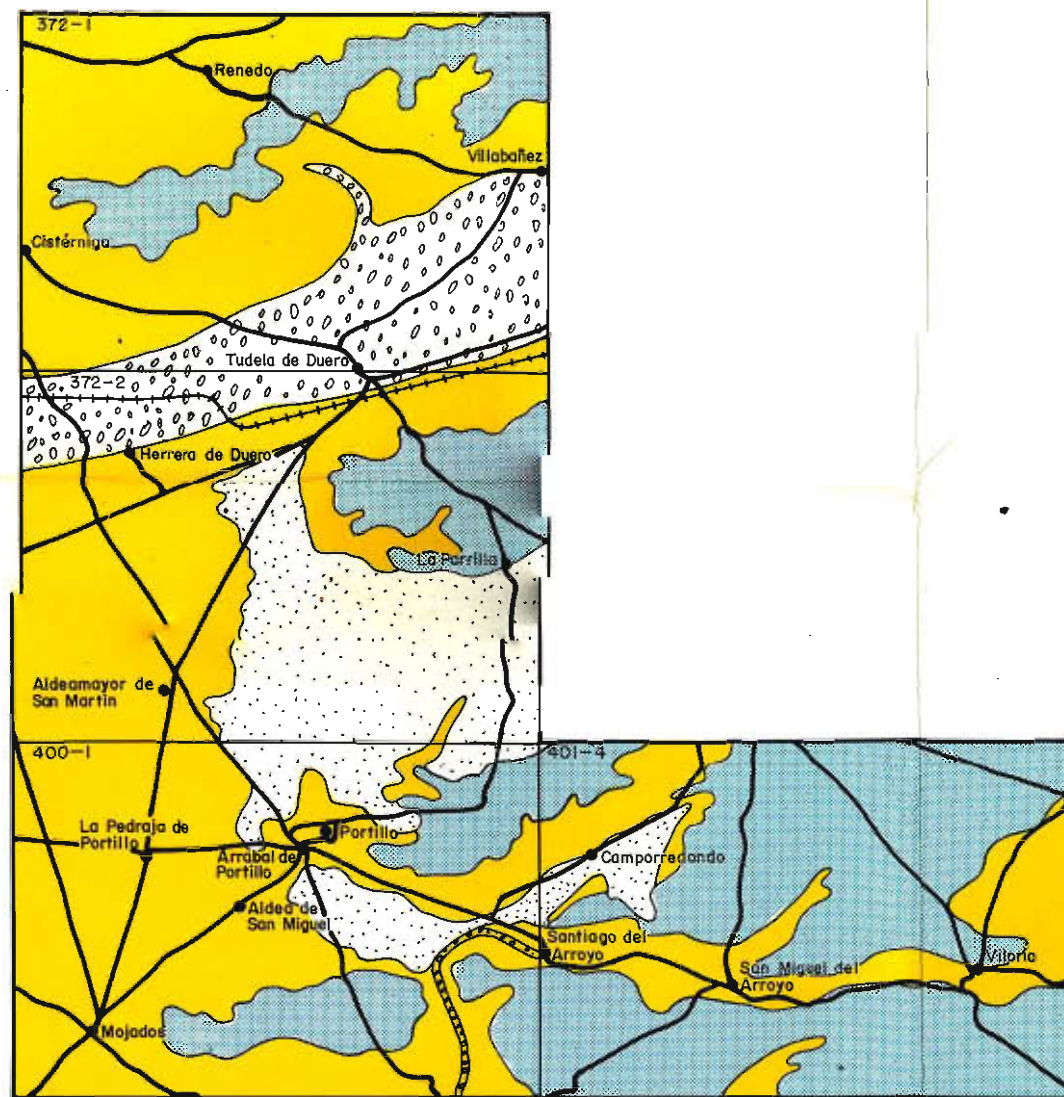 372-1
Renedo
Villabañez
Cistérniga
Tudela de Duero
372-2
Herrera de Duero
La Parrilla
Aldeamayor de
San Martin
400-1
401-4
La Pedraja de
Portillo
Portillo
Arrabal de
Portillo
Camporredondo
Aldea de
San Miguel
Santiago del
Arroyo
San Miguel del
Arroyo
Viloria
Mojados